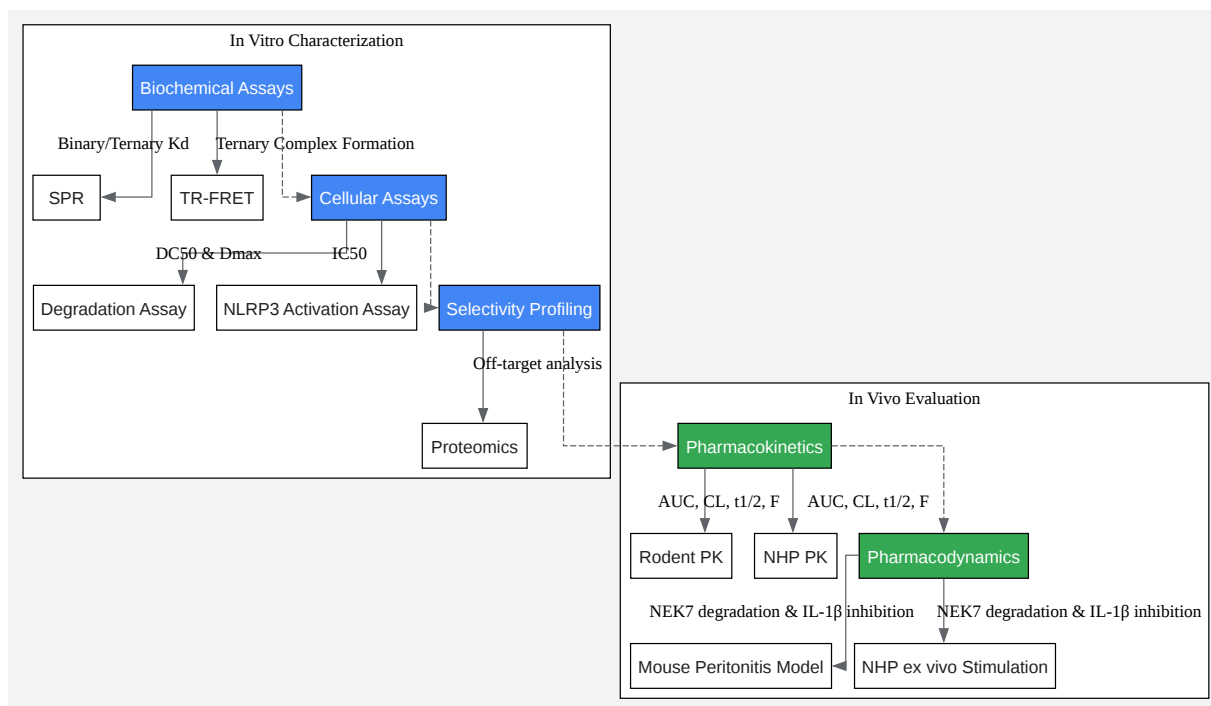 In Vitro Characterization
Biochemical Assays
Binary/Ternary Kd
Ternary Complex Formation
SPR
TR-FRET
Cellular Assays
DC50 & Dmax
IC50
Degradation Assay
NLRP3 Activation Assay
Selectivity Profiling
Off-target analysis
Proteomics
In Vivo Evaluation
Pharmacokinetics
AUC, CL, t1/2, F
AUC, CL, t1/2, F
Rodent PK
NHP PK
Pharmacodynamics
NEK7 degradation & IL-1β inhibition
NEK7 degradation & IL-1β inhibition
Mouse Peritonitis Model
NHP ex vivo Stimulation